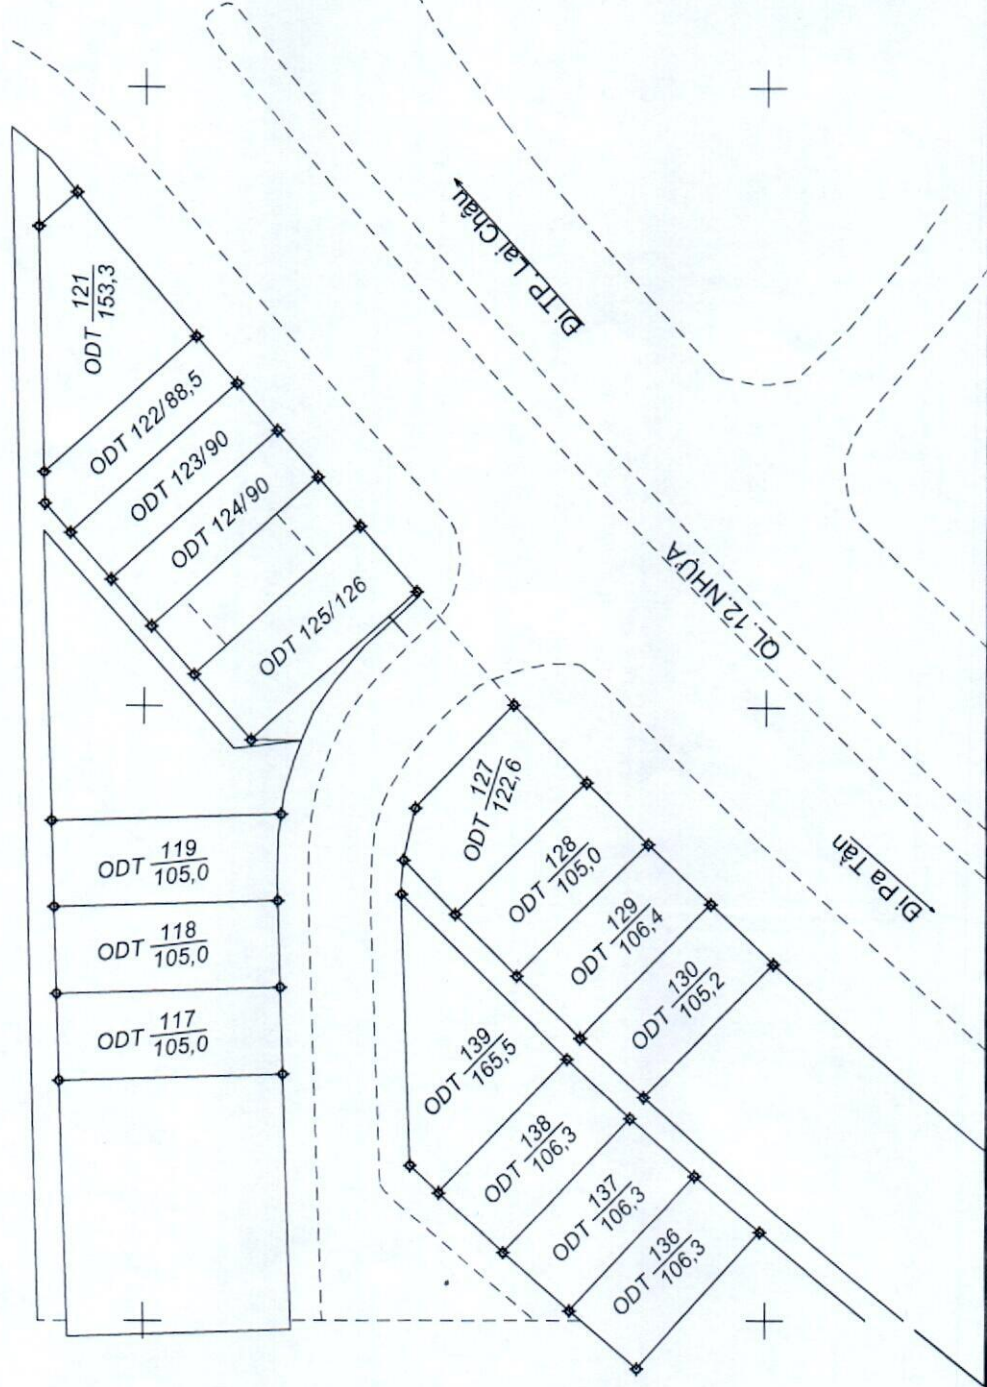 ODT 121/153,3
ODT 122/88,5
ODT 123/90
ODT 124/90
ODT 125/126
Đi TP. Lai Châu
QL.12.NHỰA
Đi Pa Tần
ODT 127/122,6
ODT 128/105,0
ODT 129/106,4
ODT 130/105,2
ODT 119/105,0
ODT 118/105,0
ODT 117/105,0
ODT 139/165,5
ODT 138/106,3
ODT 137/106,3
ODT 136/106,3